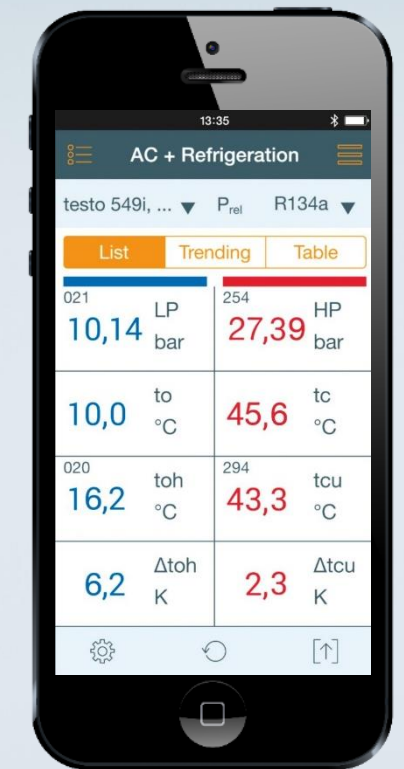 13:35
AC + Refrigeration
testo 549i, ... ▼ Prel R134a ▼
List Trending Table
021 254
10,14 LP bar 27,39 HP bar
10,0 to °C 45,6 tc °C
020 294
16,2 toh °C 43,3 tcu °C
6,2 Δtoh K 2,3 Δtcu K